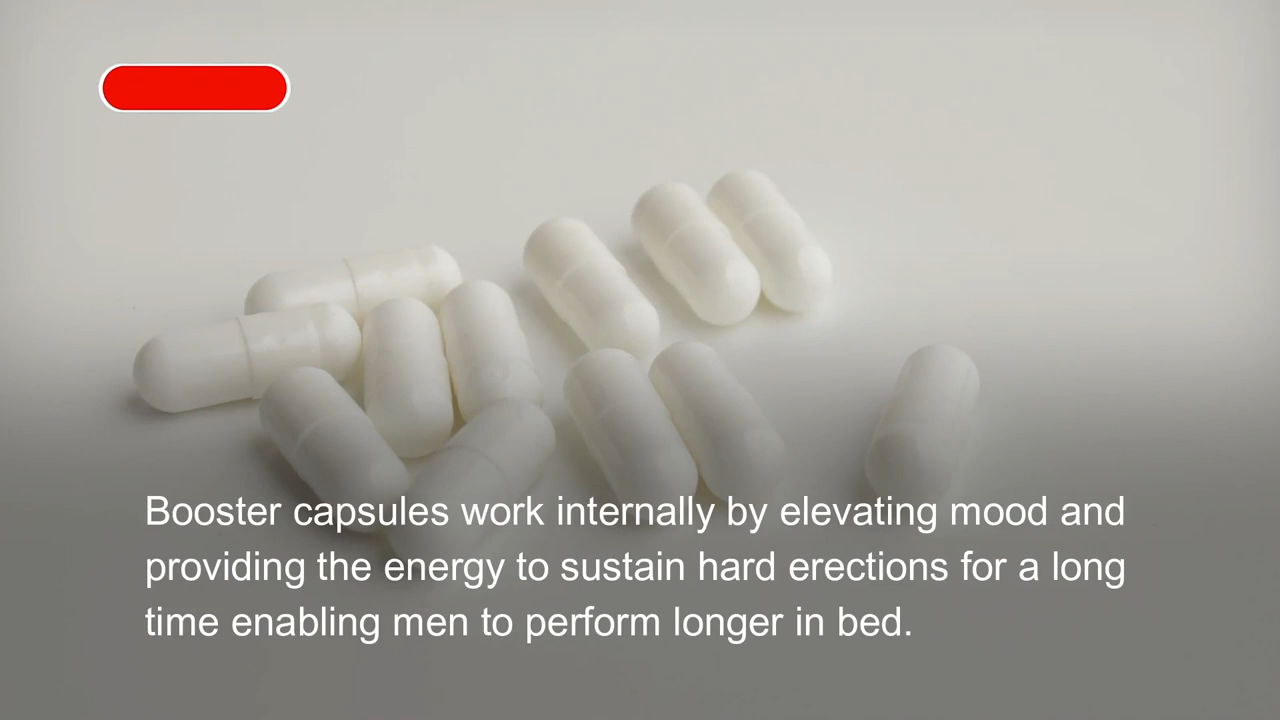 Booster capsules work internally by elevating mood and
providing the energy to sustain hard erections for a long
time enabling men to perform longer in bed.